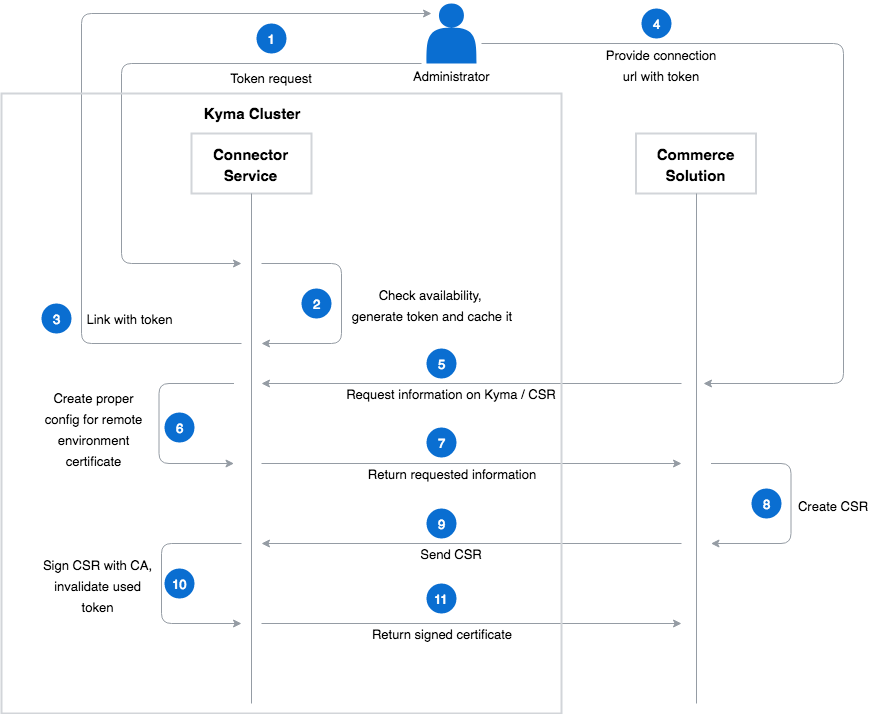 1
Token request
Administrator
4
Provide connection
url with token
Kyma Cluster
Connector
Service
Commerce
Solution
2
Check availability,
generate token and cache it
3
Link with token
5
Request information on Kyma / CSR
Create proper
config for remote
environment
certificate
6
7
Return requested information
8
Create CSR
9
Send CSR
Sign CSR with CA,
invalidate used
token
10
11
Return signed certificate